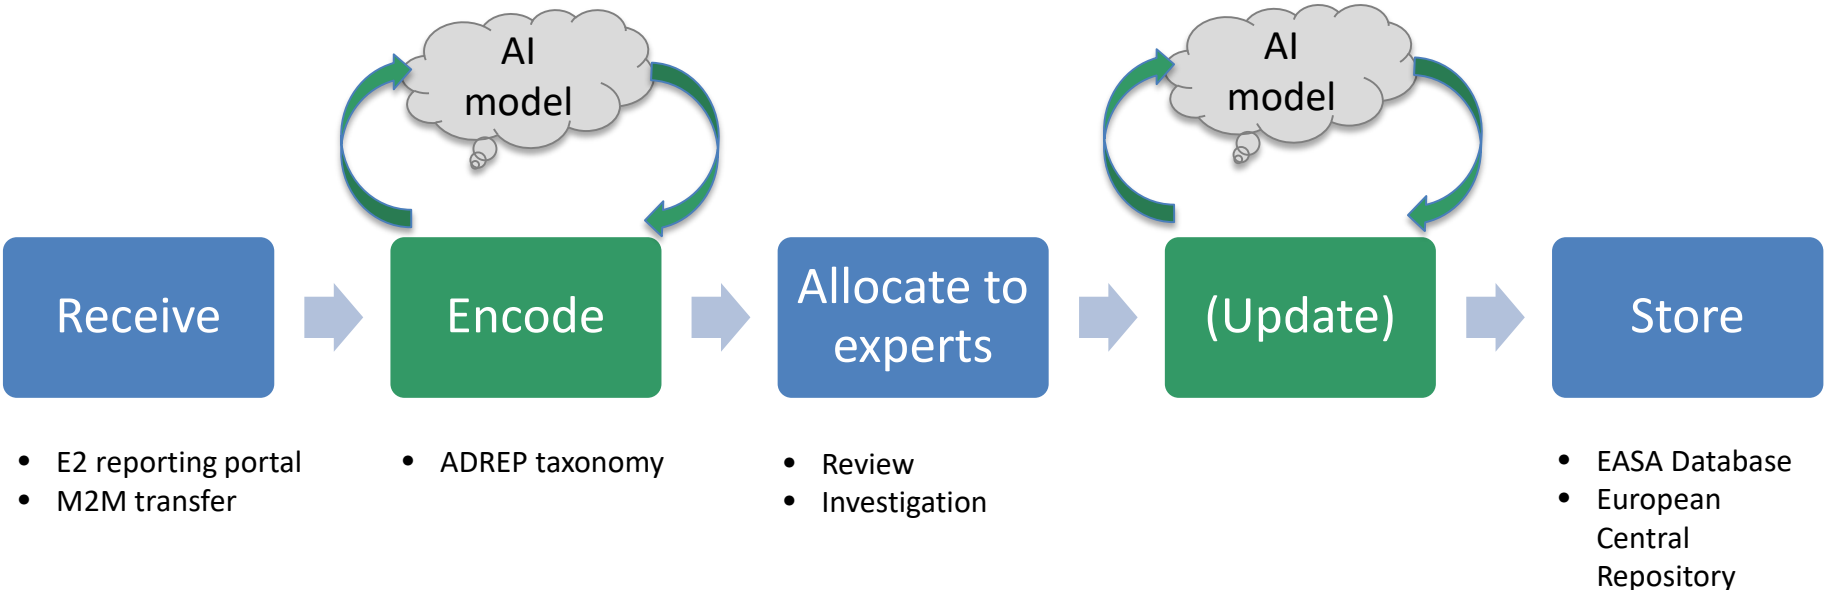 AI
model
AI
model
Receive
Encode
Allocate to
experts
(Update)
Store
• E2 reporting portal
• M2M transfer
• ADREP taxonomy
• Review
• Investigation
• EASA Database
• European
Central
Repository